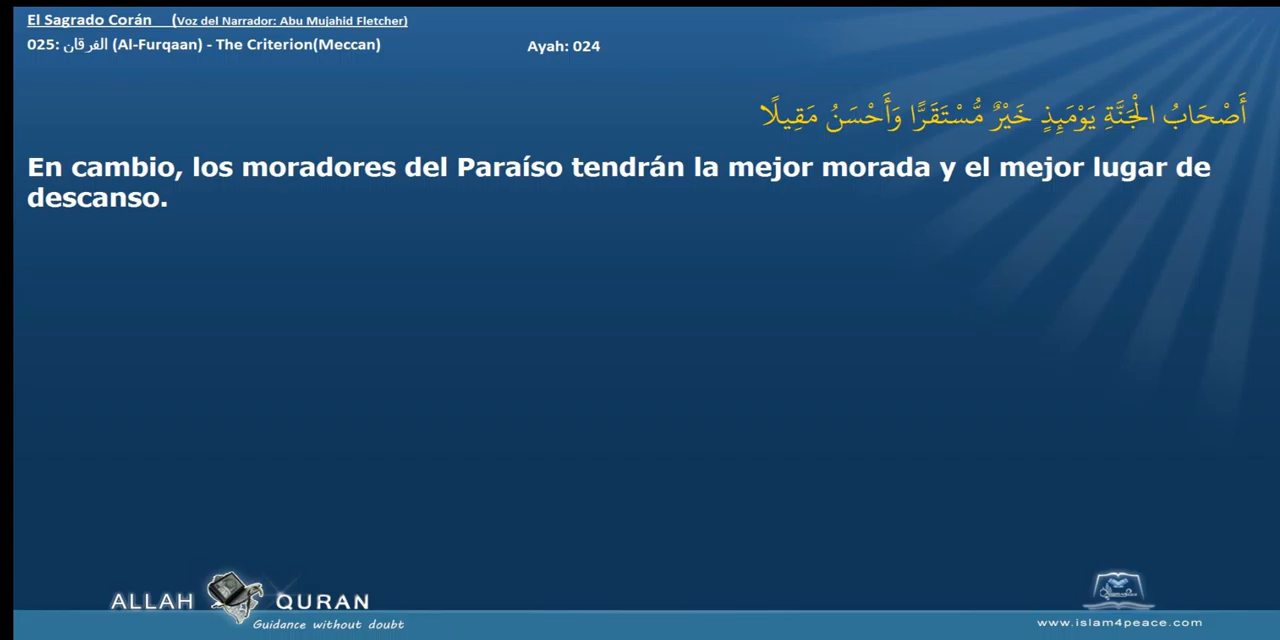 El Sagrado Corán (Voz del Narrador: Abu Mujahid Fletcher)
025: الفرقان (Al-Furqaan) - The Criterion(Meccan) Ayah: 024
أَصْحَابُ الْجَنَّةِ يَوْمَئِذٍ خَيْرٌ مُّسْتَقَرًّا وَأَحْسَنُ مَقِيلًا
En cambio, los moradores del Paraíso tendrán la mejor morada y el mejor lugar de
descanso.
ALLAH QURAN
Guidance without doubt
www.islam4peace.com